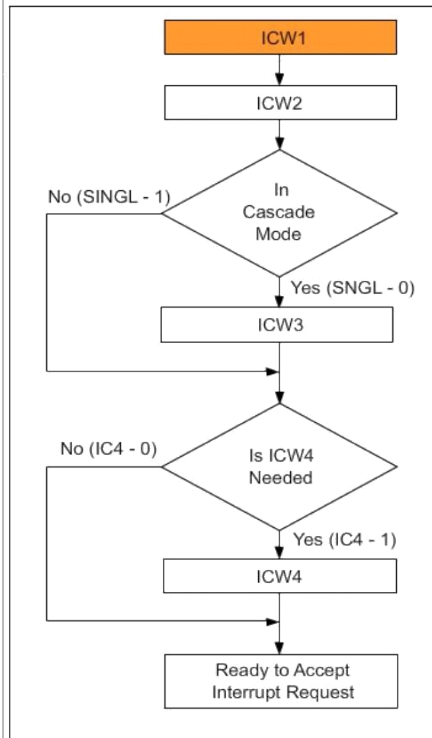 ICW1
ICW2
In
Cascade
Mode
No (SINGL - 1)
Yes (SNGL - 0)
ICW3
No (IC4 - 0)
Is ICW4
Needed
Yes (IC4 - 1)
ICW4
Ready to Accept
Interrupt Request